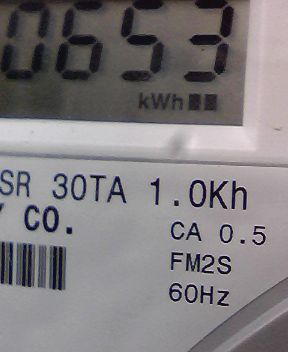 0653
kWh
SR 30TA 1.0Kh
Y CO.
CA 0.5
FM2S
60Hz